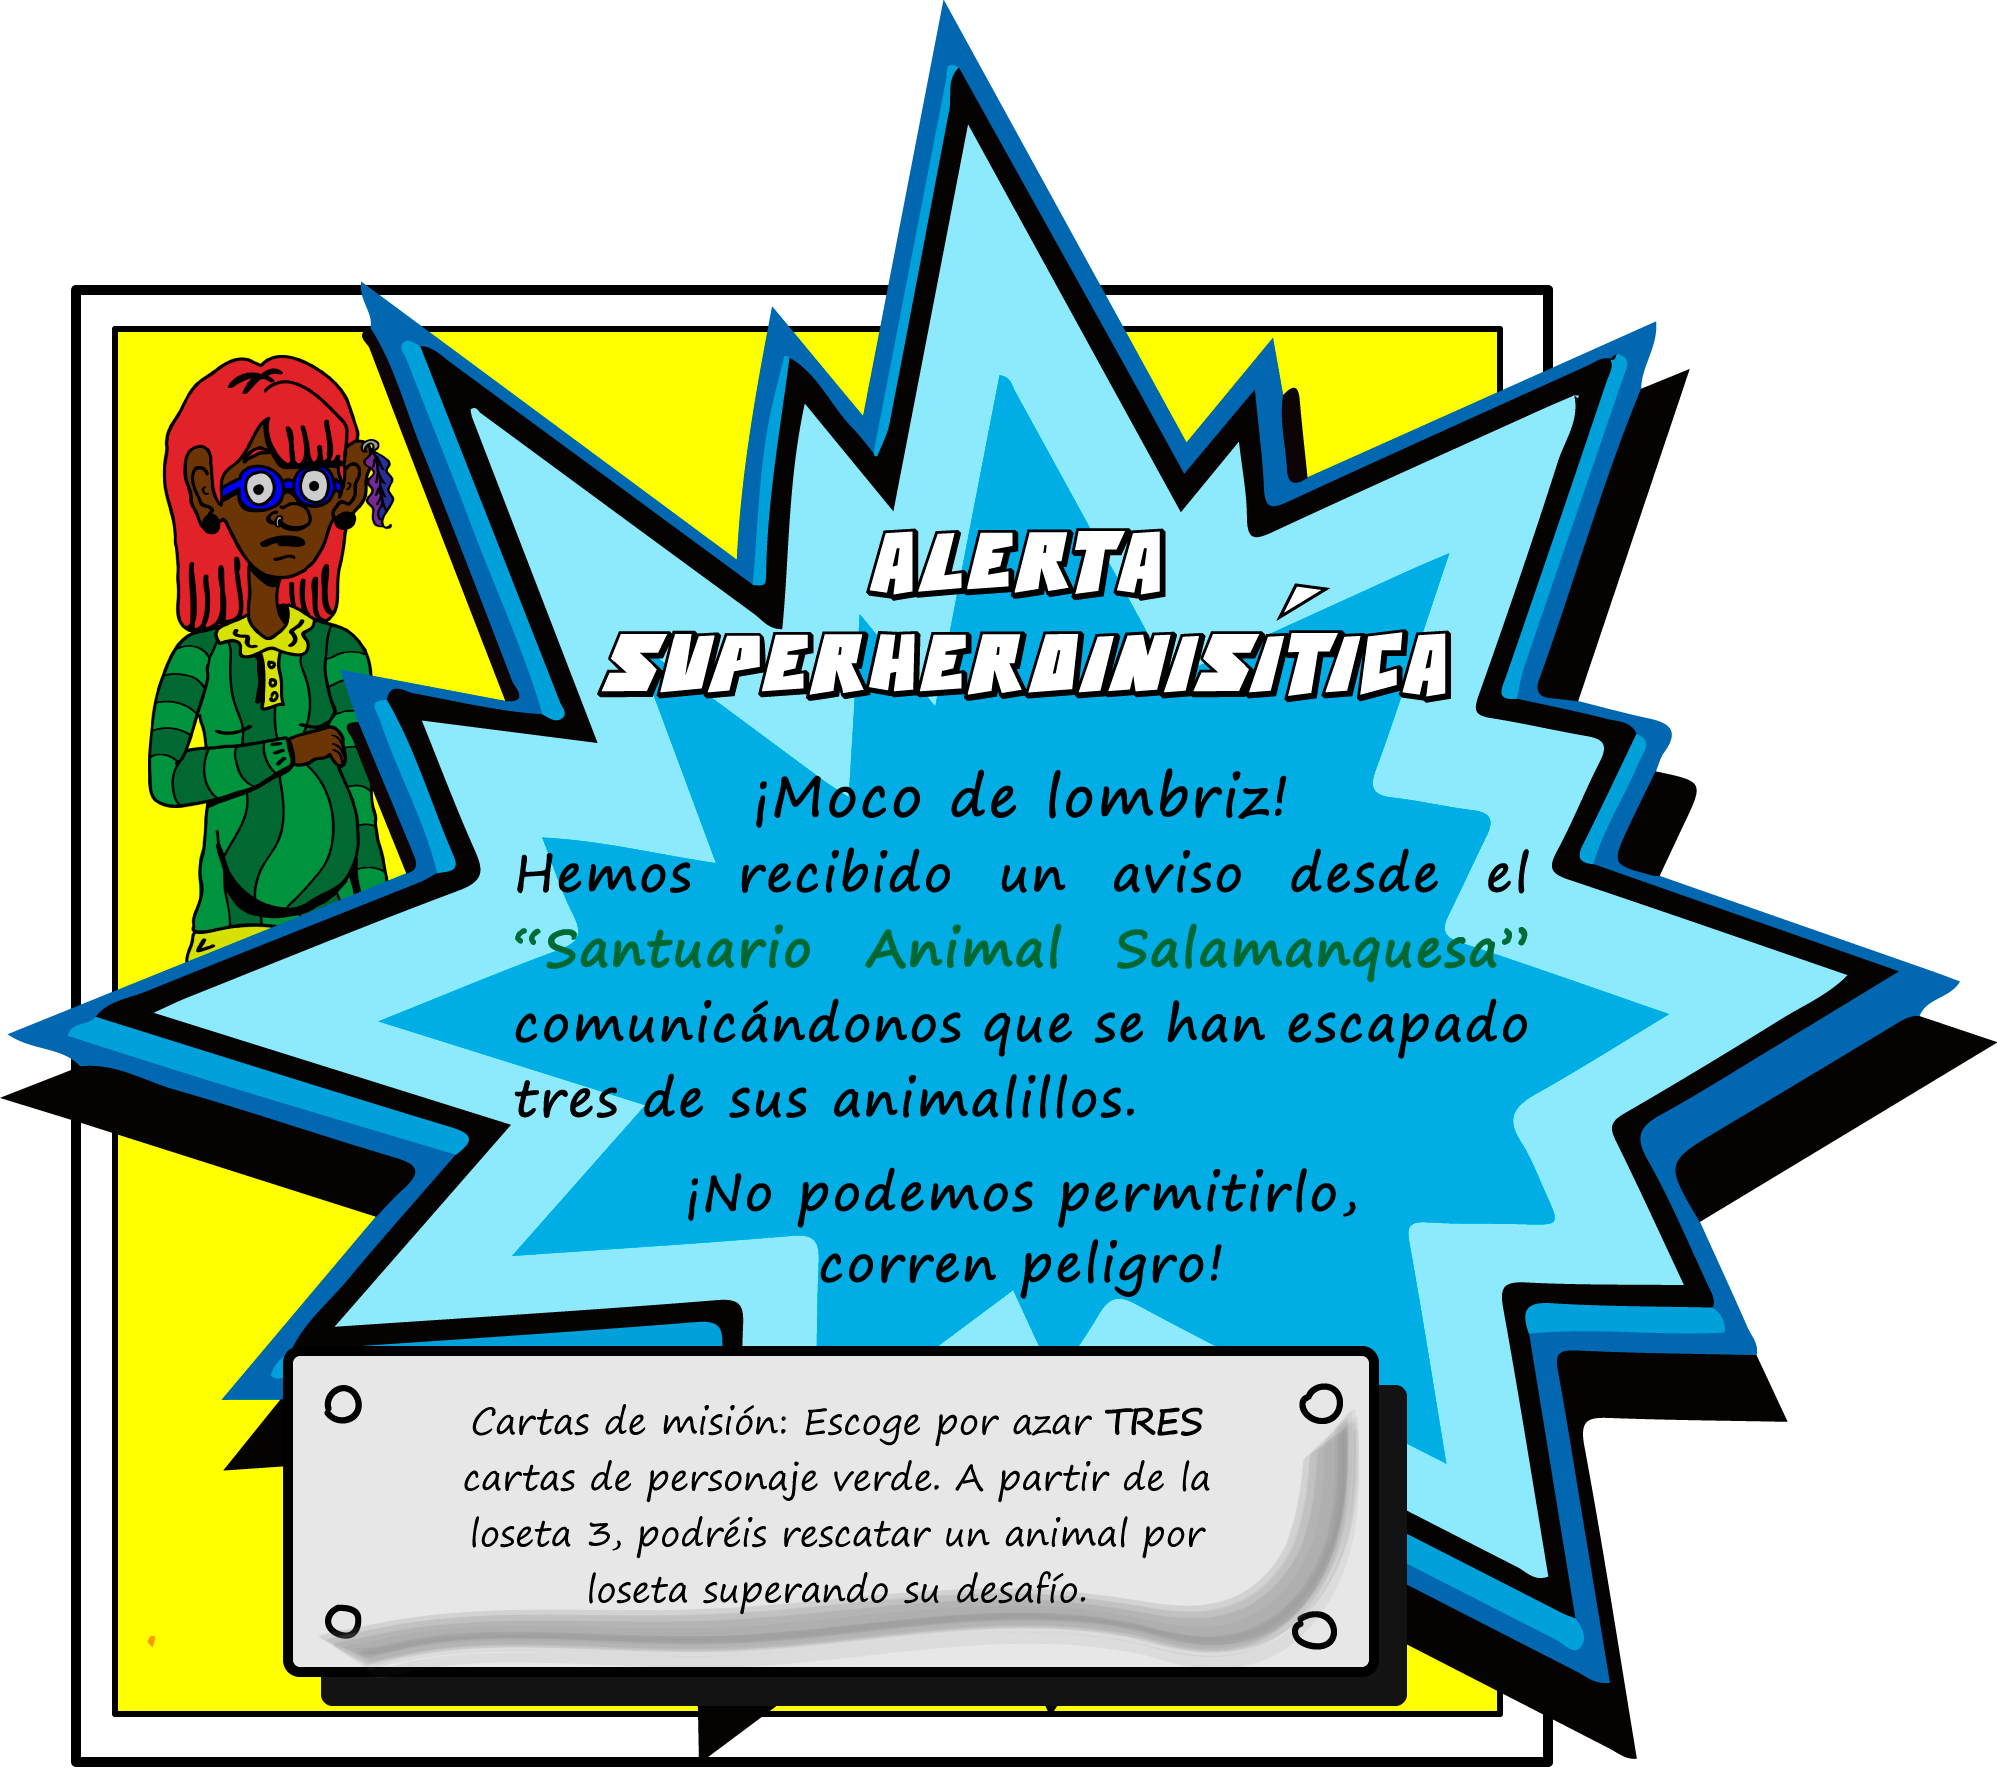 ALERTA
SUPERHEROINISÍTICA
¡Moco de lombriz!
Hemos recibido un aviso desde el
“Santuario Animal Salamanquesa”
comunicándonos que se han escapado
tres de sus animalillos.
¡No podemos permitirlo,
corren peligro!
Cartas de misión: Escoge por azar TRES
cartas de personaje verde. A partir de la
loseta 3, podréis rescatar un animal por
loseta superando su desafío.